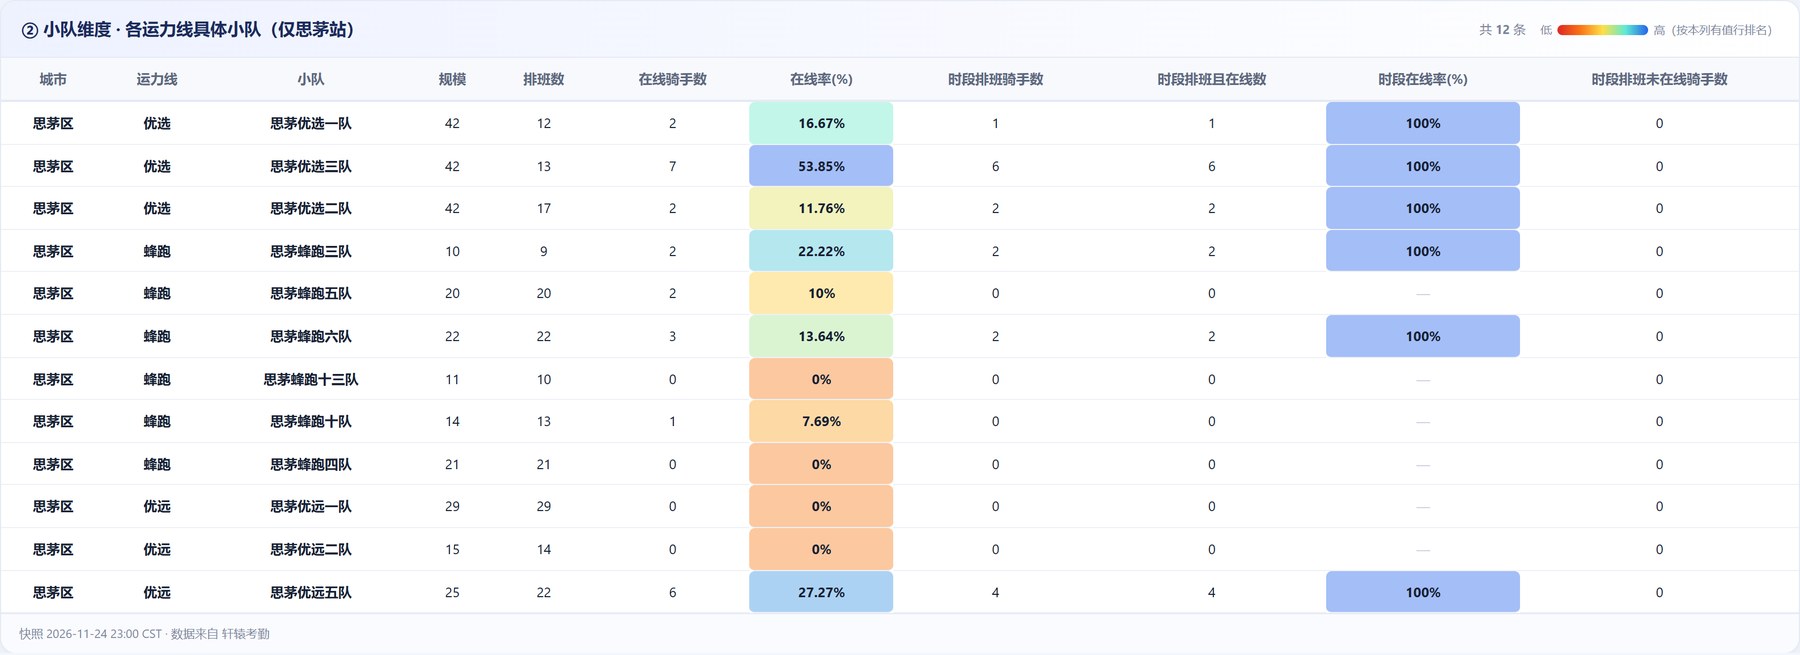 ② 小队维度 · 各运力线具体小队（仅思茅站）
共 12 条 低 高 (按本列有值行排名)
城市 运力线 小队 规模 排班数 在线骑手数 在线率(%) 时段排班骑手数 时段排班且在线数 时段在线率(%) 时段排班未在线骑手数
思茅区 优选 思茅优选一队 42 12 2 16.67% 1 1 100% 0
思茅区 优选 思茅优选三队 42 13 7 53.85% 6 6 100% 0
思茅区 优选 思茅优选二队 42 17 2 11.76% 2 2 100% 0
思茅区 蜂跑 思茅蜂跑三队 10 9 2 22.22% 2 2 100% 0
思茅区 蜂跑 思茅蜂跑五队 20 20 2 10% 0 0 — 0
思茅区 蜂跑 思茅蜂跑六队 22 22 3 13.64% 2 2 100% 0
思茅区 蜂跑 思茅蜂跑十三队 11 10 0 0% 0 0 — 0
思茅区 蜂跑 思茅蜂跑十队 14 13 1 7.69% 0 0 — 0
思茅区 蜂跑 思茅蜂跑四队 21 21 0 0% 0 0 — 0
思茅区 优远 思茅优远一队 29 29 0 0% 0 0 — 0
思茅区 优远 思茅优远二队 15 14 0 0% 0 0 — 0
思茅区 优远 思茅优远五队 25 22 6 27.27% 4 4 100% 0
快照 2026-11-24 23:00 CST · 数据来自 轩辕考勤